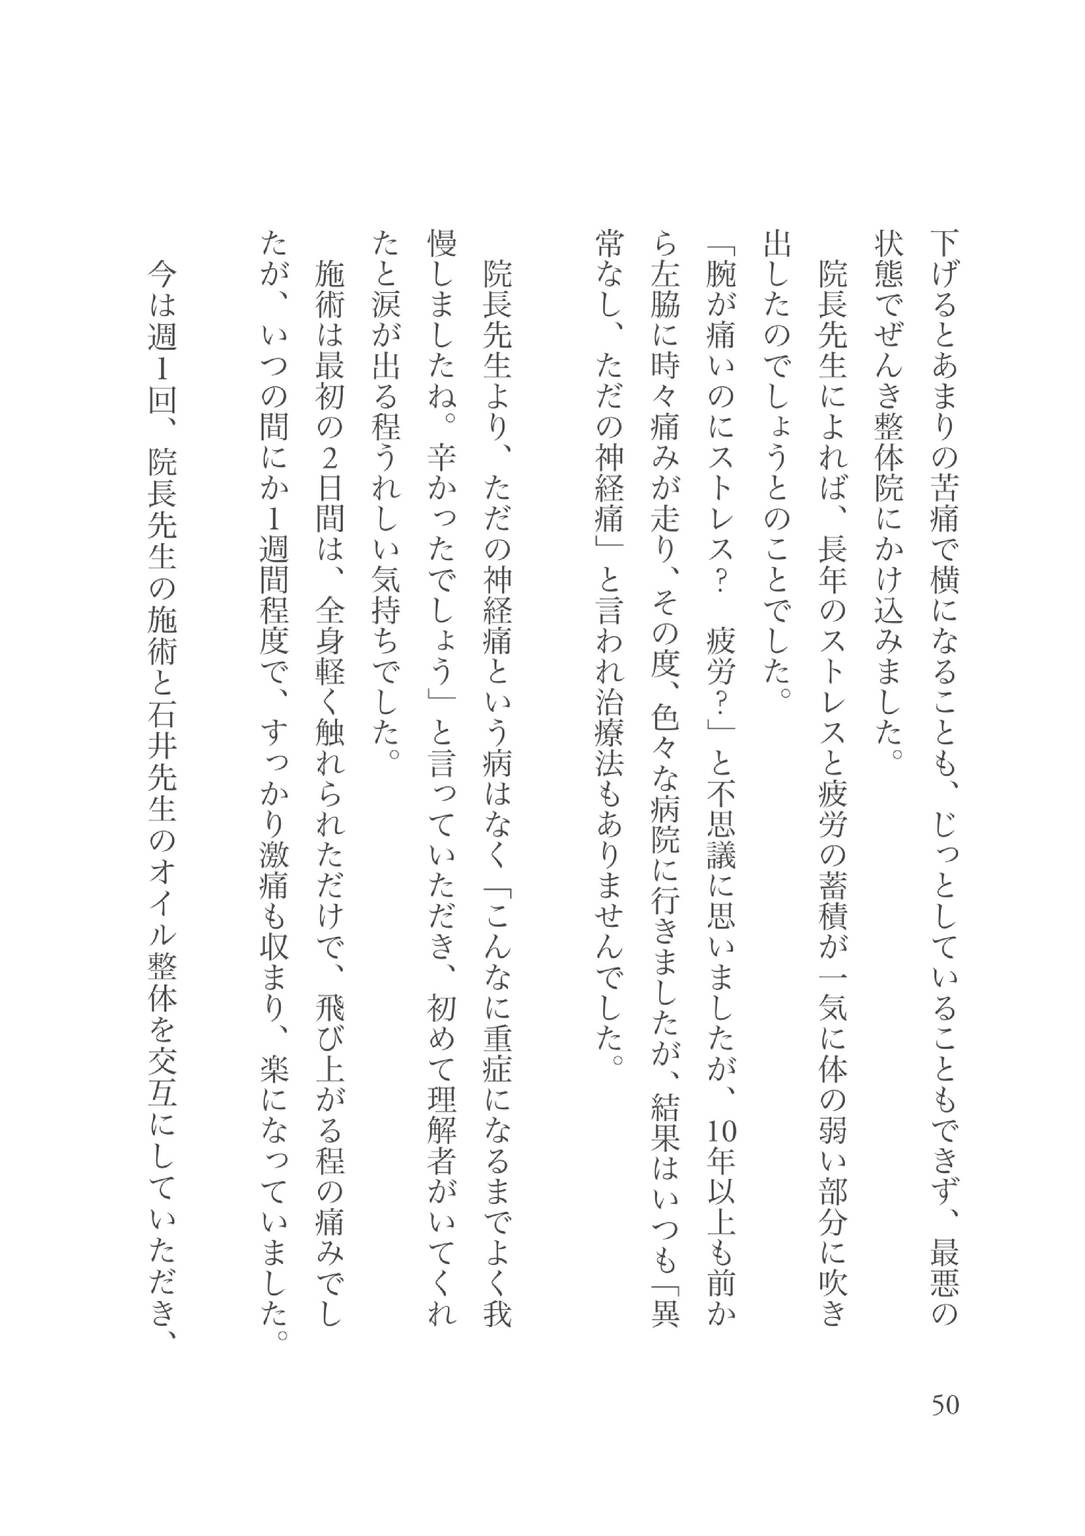 下げるとあまりの苦痛で横になることも、じっとしていることもできず、最悪の
状態でぜんき整体院にかけ込みました。
　院長先生によれば、長年のストレスと疲労の蓄積が一気に体の弱い部分に吹き
出したのでしょうとのことでした。
「腕が痛いのにストレス？　疲労？」と不思議に思いましたが、10年以上も前か
ら左脇に時々痛みが走り、その度、色々な病院に行きましたが、結果はいつも「異
常なし、ただの神経痛」と言われ治療法もありませんでした。
　院長先生より、ただの神経痛という病はなく「こんなに重症になるまでよく我
慢しましたね。辛かったでしょう」と言っていただき、初めて理解者がいてくれ
たと涙が出る程うれしい気持ちでした。
　施術は最初の2日間は、全身軽く触れられただけで、飛び上がる程の痛みでし
たが、いつの間にか1週間程度で、すっかり激痛も収まり、楽になっていました。
　今は週1回、院長先生の施術と石井先生のオイル整体を交互にしていただき、
50